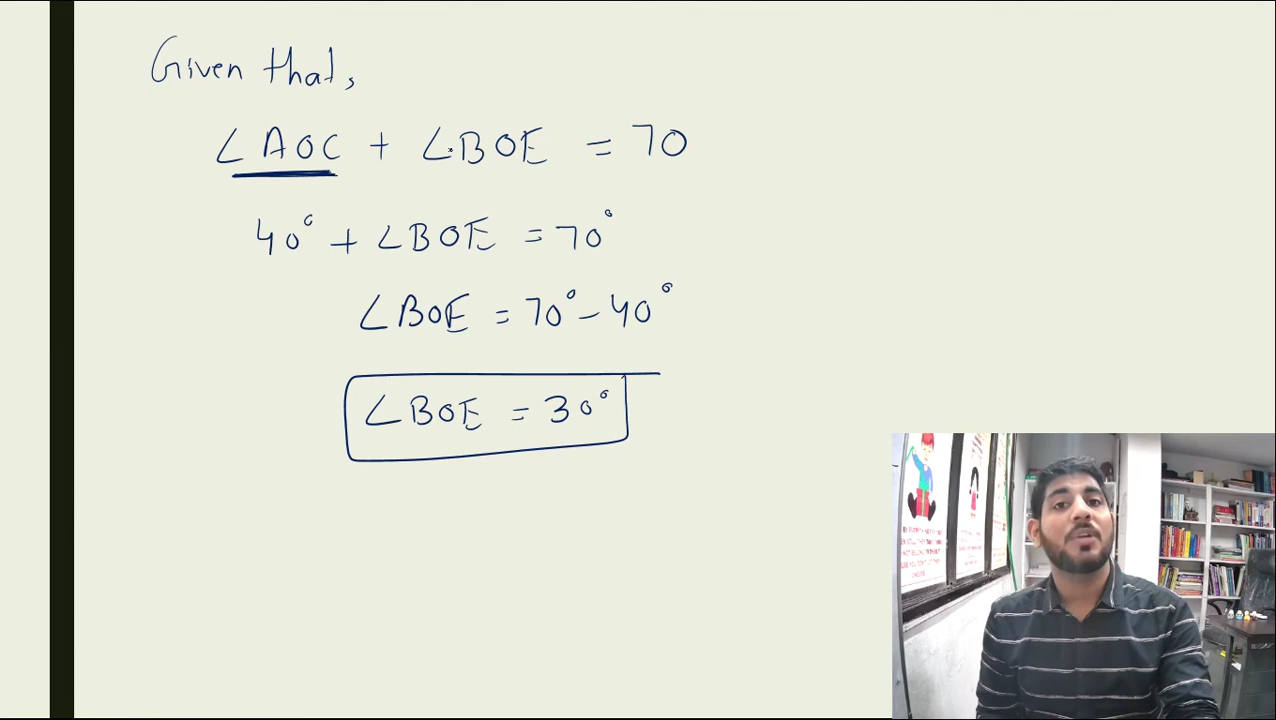 Given that,
∠AOC + ∠BOE = 70
40° + ∠BOE = 70°
∠BOE = 70° - 40°
∠BOE = 30°